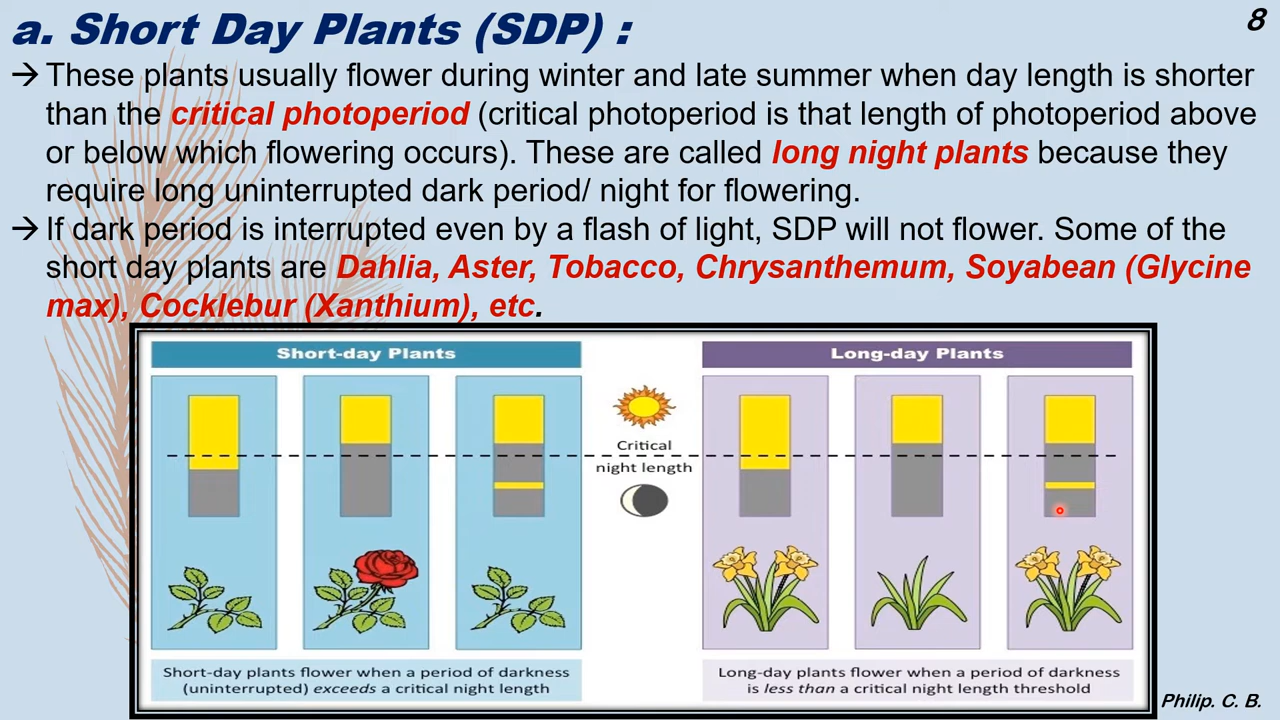 a. Short Day Plants (SDP) :
8
→ These plants usually flower during winter and late summer when day length is shorter
than the critical photoperiod (critical photoperiod is that length of photoperiod above
or below which flowering occurs). These are called long night plants because they
require long uninterrupted dark period/ night for flowering.
→ If dark period is interrupted even by a flash of light, SDP will not flower. Some of the
short day plants are Dahlia, Aster, Tobacco, Chrysanthemum, Soyabean (Glycine
max), Cocklebur (Xanthium), etc.
Short-day Plants
Long-day Plants
Critical
night length
Short-day plants flower when a period of darkness
(uninterrupted) exceeds a critical night length
Long-day plants flower when a period of darkness
is less than a critical night length threshold
Philip. C. B.